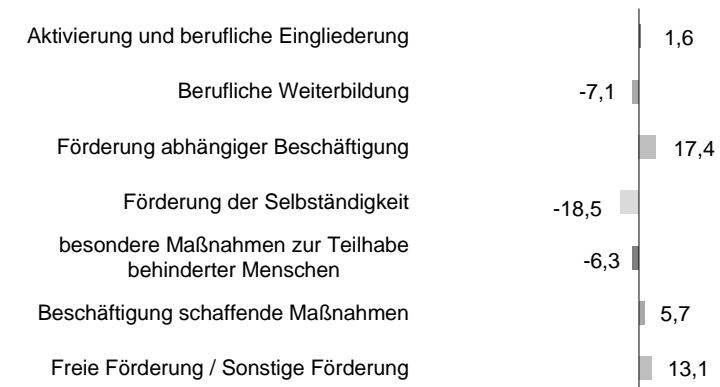 Aktivierung und berufliche Eingliederung 1,6
Berufliche Weiterbildung -7,1
Förderung abhängiger Beschäftigung 17,4
Förderung der Selbständigkeit -18,5
besondere Maßnahmen zur Teilhabe
behinderter Menschen -6,3
Beschäftigung schaffende Maßnahmen 5,7
Freie Förderung / Sonstige Förderung 13,1